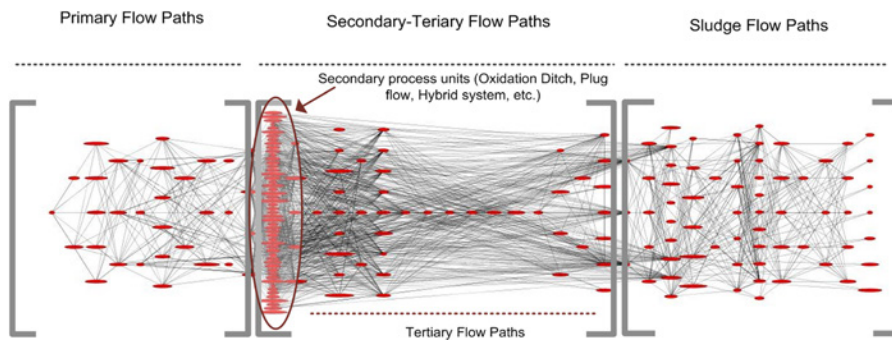 Primary Flow Paths
Secondary-Teriary Flow Paths
Sludge Flow Paths
Secondary process units (Oxidation Ditch, Plug
flow, Hybrid system, etc.)
Tertiary Flow Paths